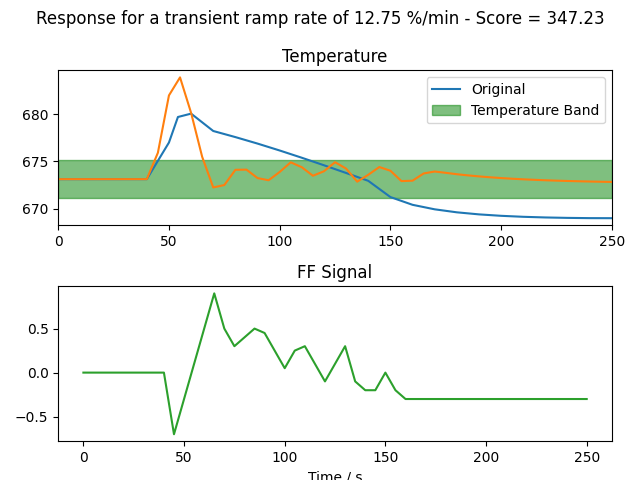 Response for a transient ramp rate of 12.75 %/min - Score = 347.23
Temperature
Original
Temperature Band
680
675
670
0 50 100 150 200 250
FF Signal
0.5
0.0
−0.5
0 50 100 150 200 250
Time / s